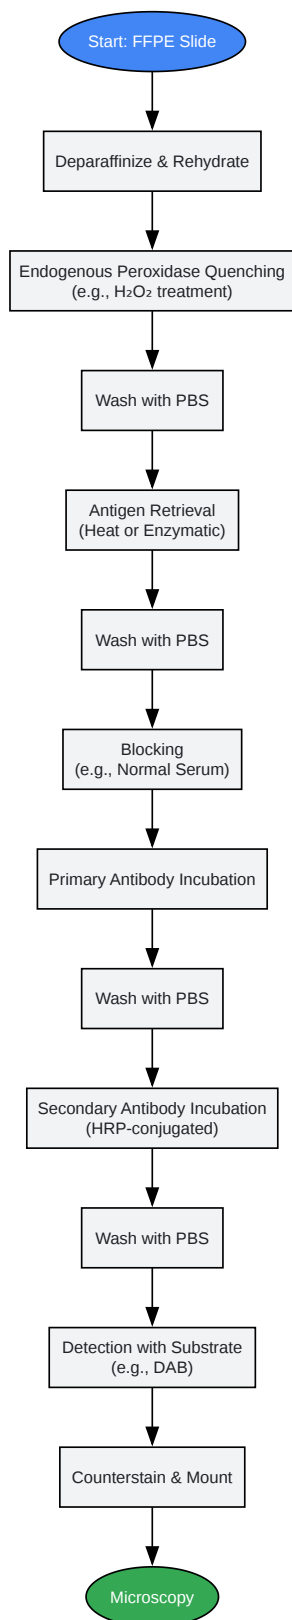 Start: FFPE Slide
Deparaffinize & Rehydrate
Endogenous Peroxidase Quenching
(e.g., H₂O₂ treatment)
Wash with PBS
Antigen Retrieval
(Heat or Enzymatic)
Wash with PBS
Blocking
(e.g., Normal Serum)
Primary Antibody Incubation
Wash with PBS
Secondary Antibody Incubation
(HRP-conjugated)
Wash with PBS
Detection with Substrate
(e.g., DAB)
Counterstain & Mount
Microscopy